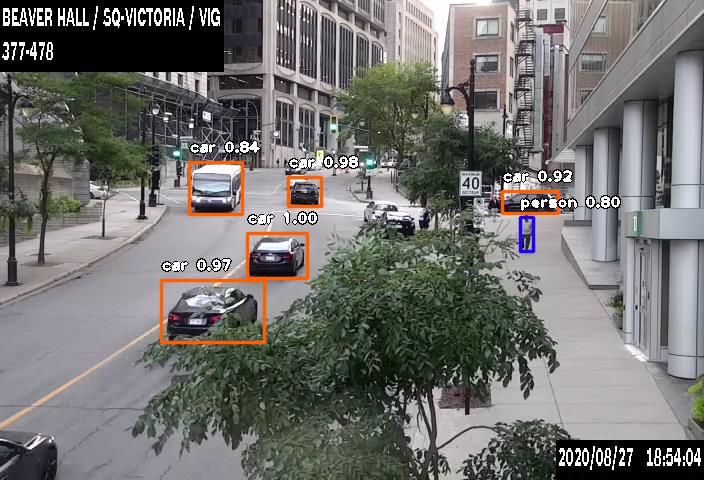 BEAVER HALL / SQ-VICTORIA / VIG
377-478
car 0.84
car 0.98
car 0.92
MAXIMUM
40
person 0.80
car 1.00
car 0.97
2020/08/27 18:54:04